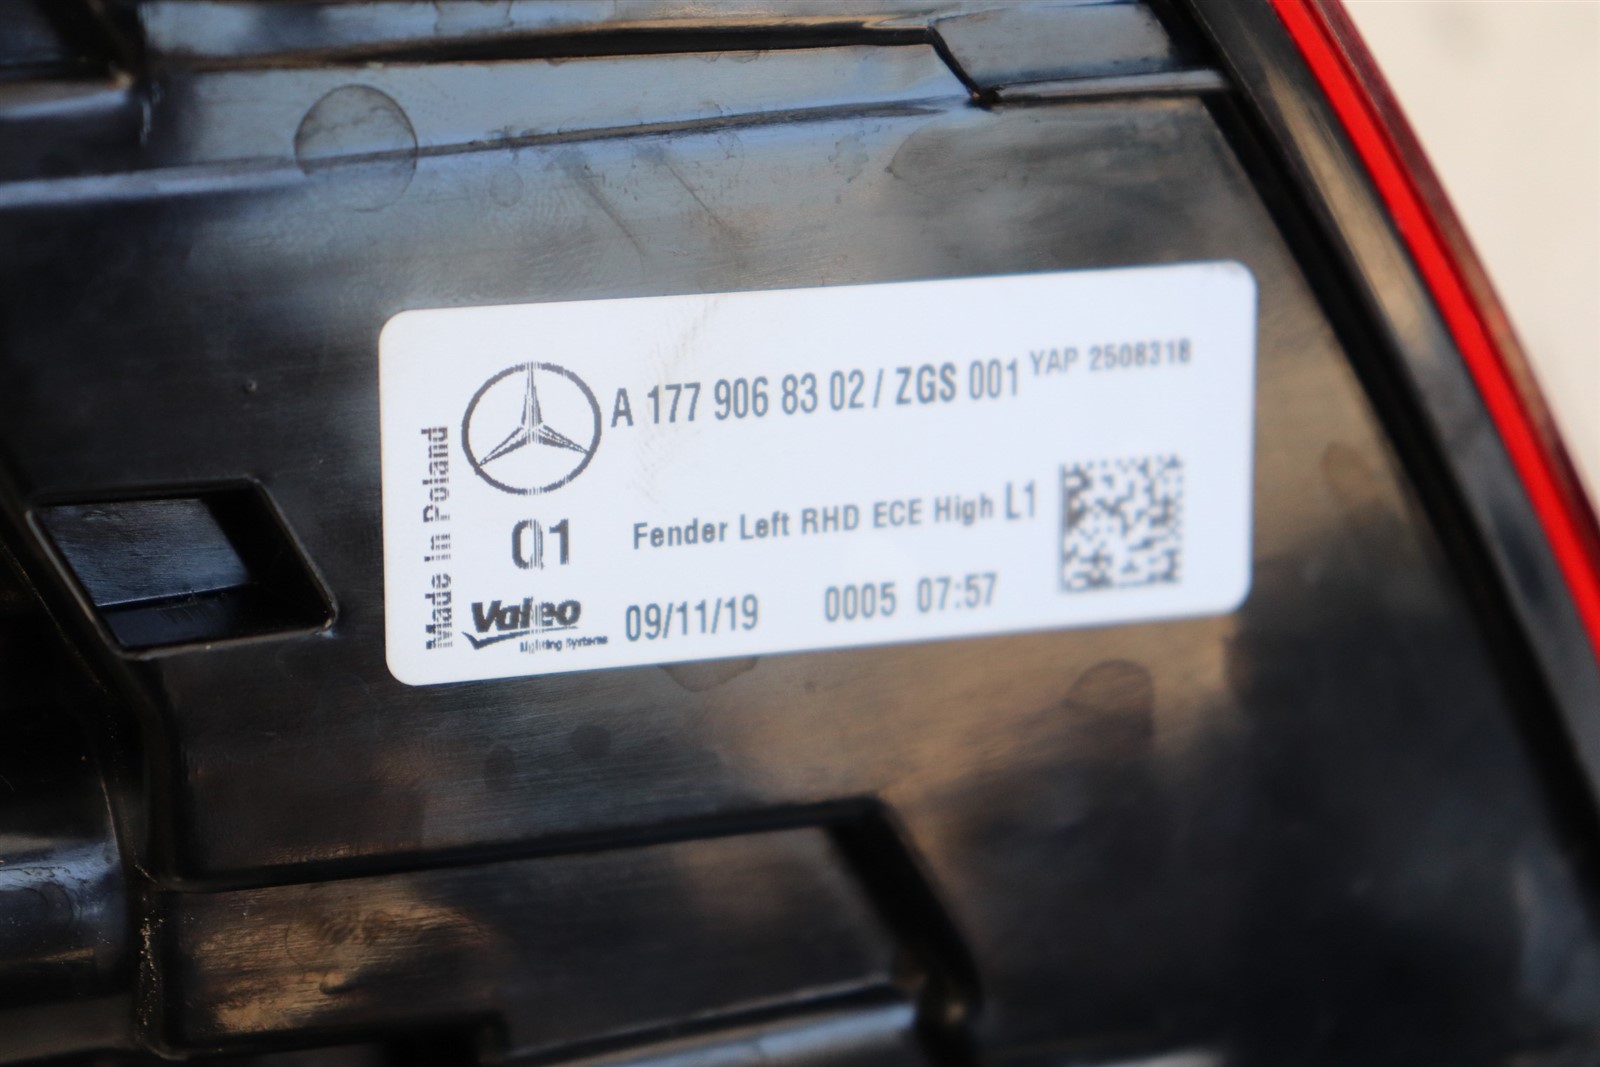 A 177 906 83 02 / ZGS 001 YAP 2508318
Made In Poland
Q1 Fender Left RHD ECE High L1
Valeo
Lighting Systems
09/11/19 0005 07:57